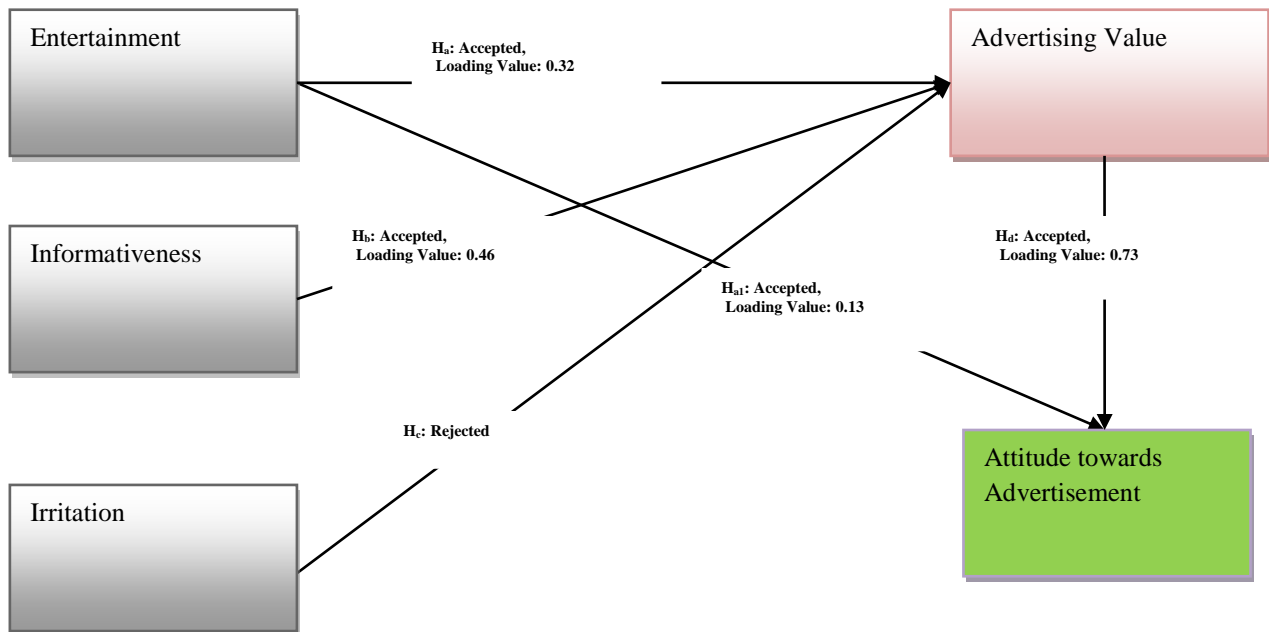 Entertainment
Hₐ: Accepted,
Loading Value: 0.32
Advertising Value
Informativeness
H_b: Accepted,
Loading Value: 0.46
H_d: Accepted,
Loading Value: 0.73
Hₐ₁: Accepted,
Loading Value: 0.13
H_c: Rejected
Irritation
Attitude towards
Advertisement